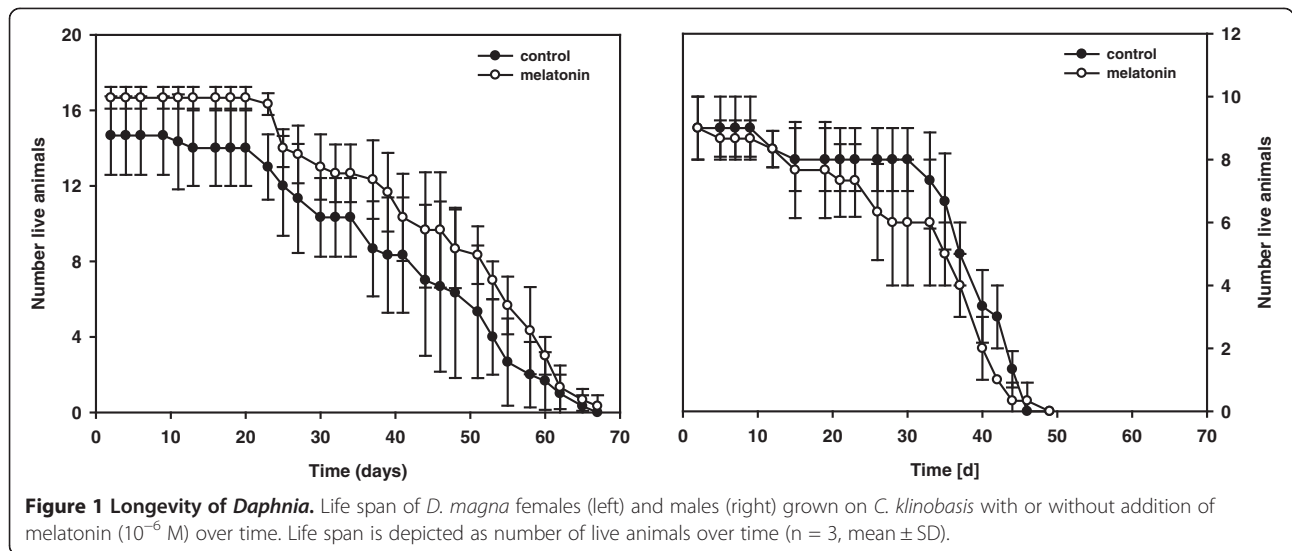 20
16
12
8
4
0
Number live animals
control
melatonin
0 10 20 30 40 50 60 70
Time (days)
control
melatonin
12
10
8
6
4
2
0
Number live animals
0 10 20 30 40 50 60 70
Time [d]
Figure 1 Longevity of Daphnia. Life span of D. magna females (left) and males (right) grown on C. klinobasis with or without addition of
melatonin (10⁻⁶ M) over time. Life span is depicted as number of live animals over time (n = 3, mean ± SD).